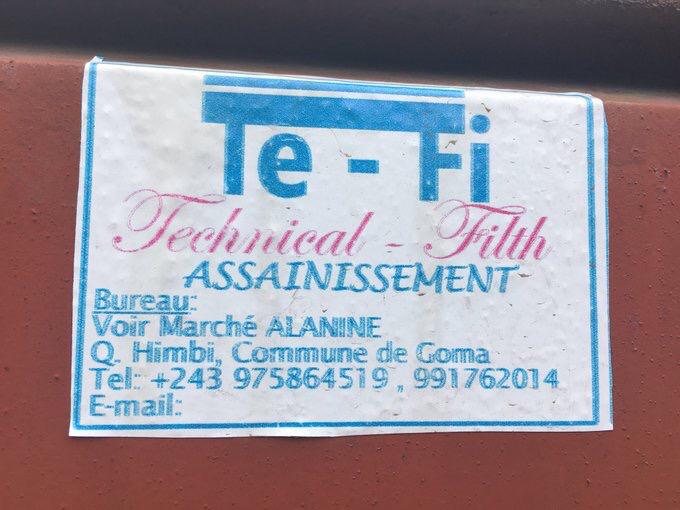 Te - Fi
Technical - Filth
ASSAINISSEMENT
Bureau:
Voir Marché ALANINE
Q. Himbi, Commune de Goma
Tel: +243 975864519 , 991762014
E-mail: